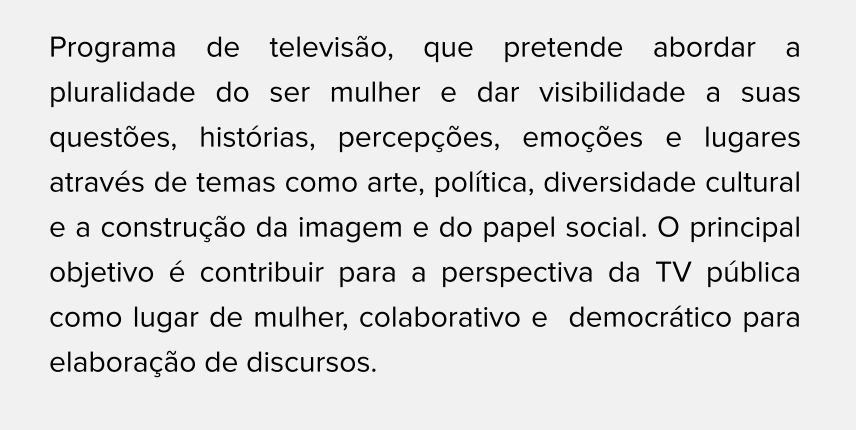 Programa de televisão, que pretende abordar a
pluralidade do ser mulher e dar visibilidade a suas
questões, histórias, percepções, emoções e lugares
através de temas como arte, política, diversidade cultural
e a construção da imagem e do papel social. O principal
objetivo é contribuir para a perspectiva da TV pública
como lugar de mulher, colaborativo e  democrático para
elaboração de discursos.